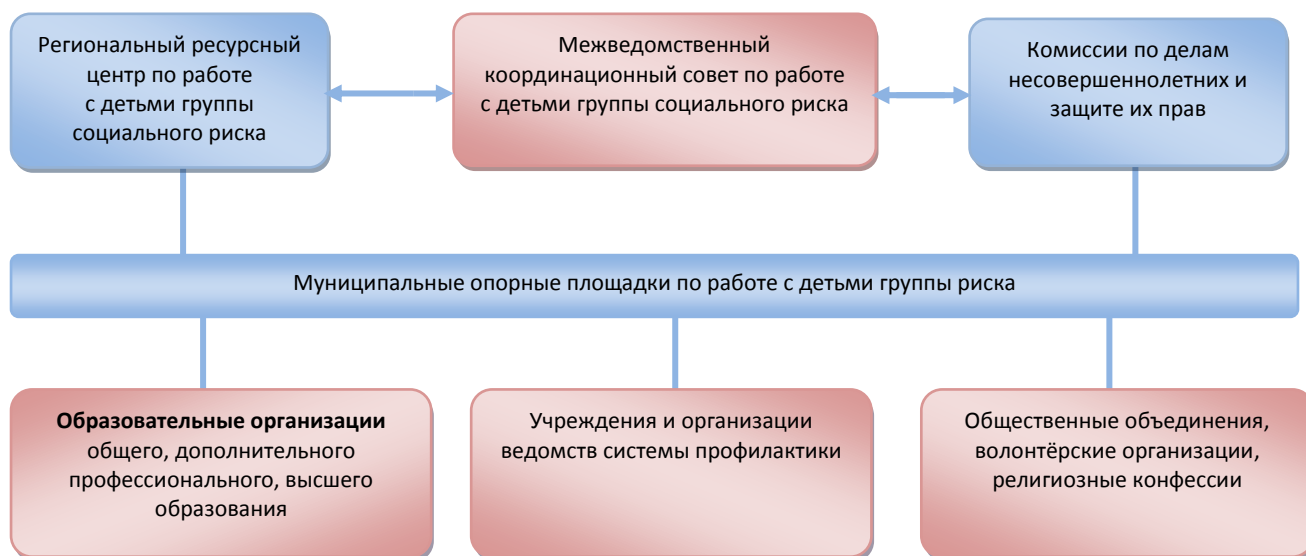 Региональный ресурсный
центр по работе
с детьми группы
социального риска
Межведомственный
координационный совет по работе
с детьми группы социального риска
Комиссии по делам
несовершеннолетних и
защите их прав
Муниципальные опорные площадки по работе с детьми группы риска
Образовательные организации
общего, дополнительного
профессионального, высшего
образования
Учреждения и организации
ведомств системы профилактики
Общественные объединения,
волонтёрские организации,
религиозные конфессии